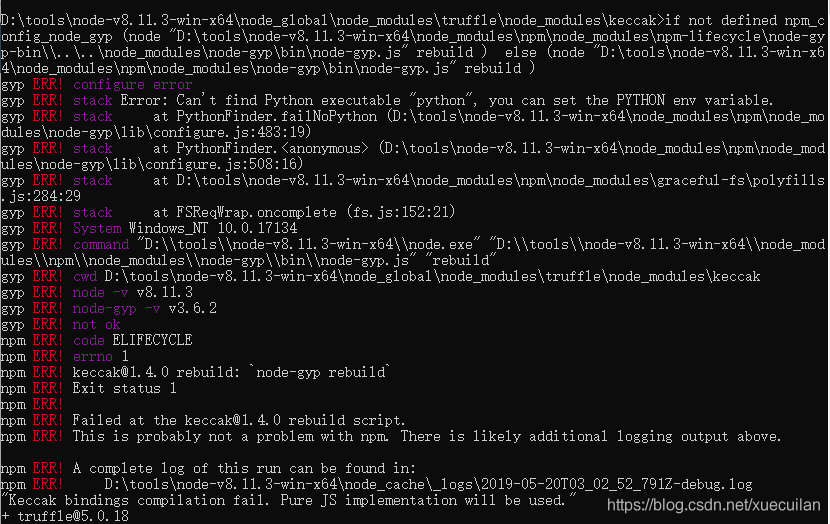 D:\tools\node-v8.11.3-win-x64\node_global\node_modules\truffle\node_modules\keccak>if not defined npm_c
onfig_node_gyp (node "D:\tools\node-v8.11.3-win-x64\node_modules\npm\node_modules\npm-lifecycle\node-gy
p-bin\\..\..\node_modules\node-gyp\bin\node-gyp.js" rebuild )  else (node "D:\tools\node-v8.11.3-win-x6
4\node_modules\npm\node_modules\node-gyp\bin\node-gyp.js" rebuild )
gyp ERR! configure error
gyp ERR! stack Error: Can't find Python executable "python", you can set the PYTHON env variable.
gyp ERR! stack     at PythonFinder.failNoPython (D:\tools\node-v8.11.3-win-x64\node_modules\npm\node_mo
dules\node-gyp\lib\configure.js:483:19)
gyp ERR! stack     at PythonFinder.<anonymous> (D:\tools\node-v8.11.3-win-x64\node_modules\npm\node_mod
ules\node-gyp\lib\configure.js:508:16)
gyp ERR! stack     at D:\tools\node-v8.11.3-win-x64\node_modules\npm\node_modules\graceful-fs\polyfills
.js:284:29
gyp ERR! stack     at FSReqWrap.oncomplete (fs.js:152:21)
gyp ERR! System Windows_NT 10.0.17134
gyp ERR! command "D:\\tools\\node-v8.11.3-win-x64\\node.exe" "D:\\tools\\node-v8.11.3-win-x64\\node_mod
ules\\npm\\node_modules\\node-gyp\\bin\\node-gyp.js" "rebuild"
gyp ERR! cwd D:\tools\node-v8.11.3-win-x64\node_global\node_modules\truffle\node_modules\keccak
gyp ERR! node -v v8.11.3
gyp ERR! node-gyp -v v3.6.2
gyp ERR! not ok
npm ERR! code ELIFECYCLE
npm ERR! errno 1
npm ERR! keccak@1.4.0 rebuild: `node-gyp rebuild`
npm ERR! Exit status 1
npm ERR!
npm ERR! Failed at the keccak@1.4.0 rebuild script.
npm ERR! This is probably not a problem with npm. There is likely additional logging output above.
npm ERR! A complete log of this run can be found in:
npm ERR!     D:\tools\node-v8.11.3-win-x64\node_cache\_logs\2019-05-20T03_02_52_791Z-debug.log
"Keccak bindings compilation fail. Pure JS implementation will be used."
+ truffle@5.0.18
https://blog.csdn.net/xuecuilan